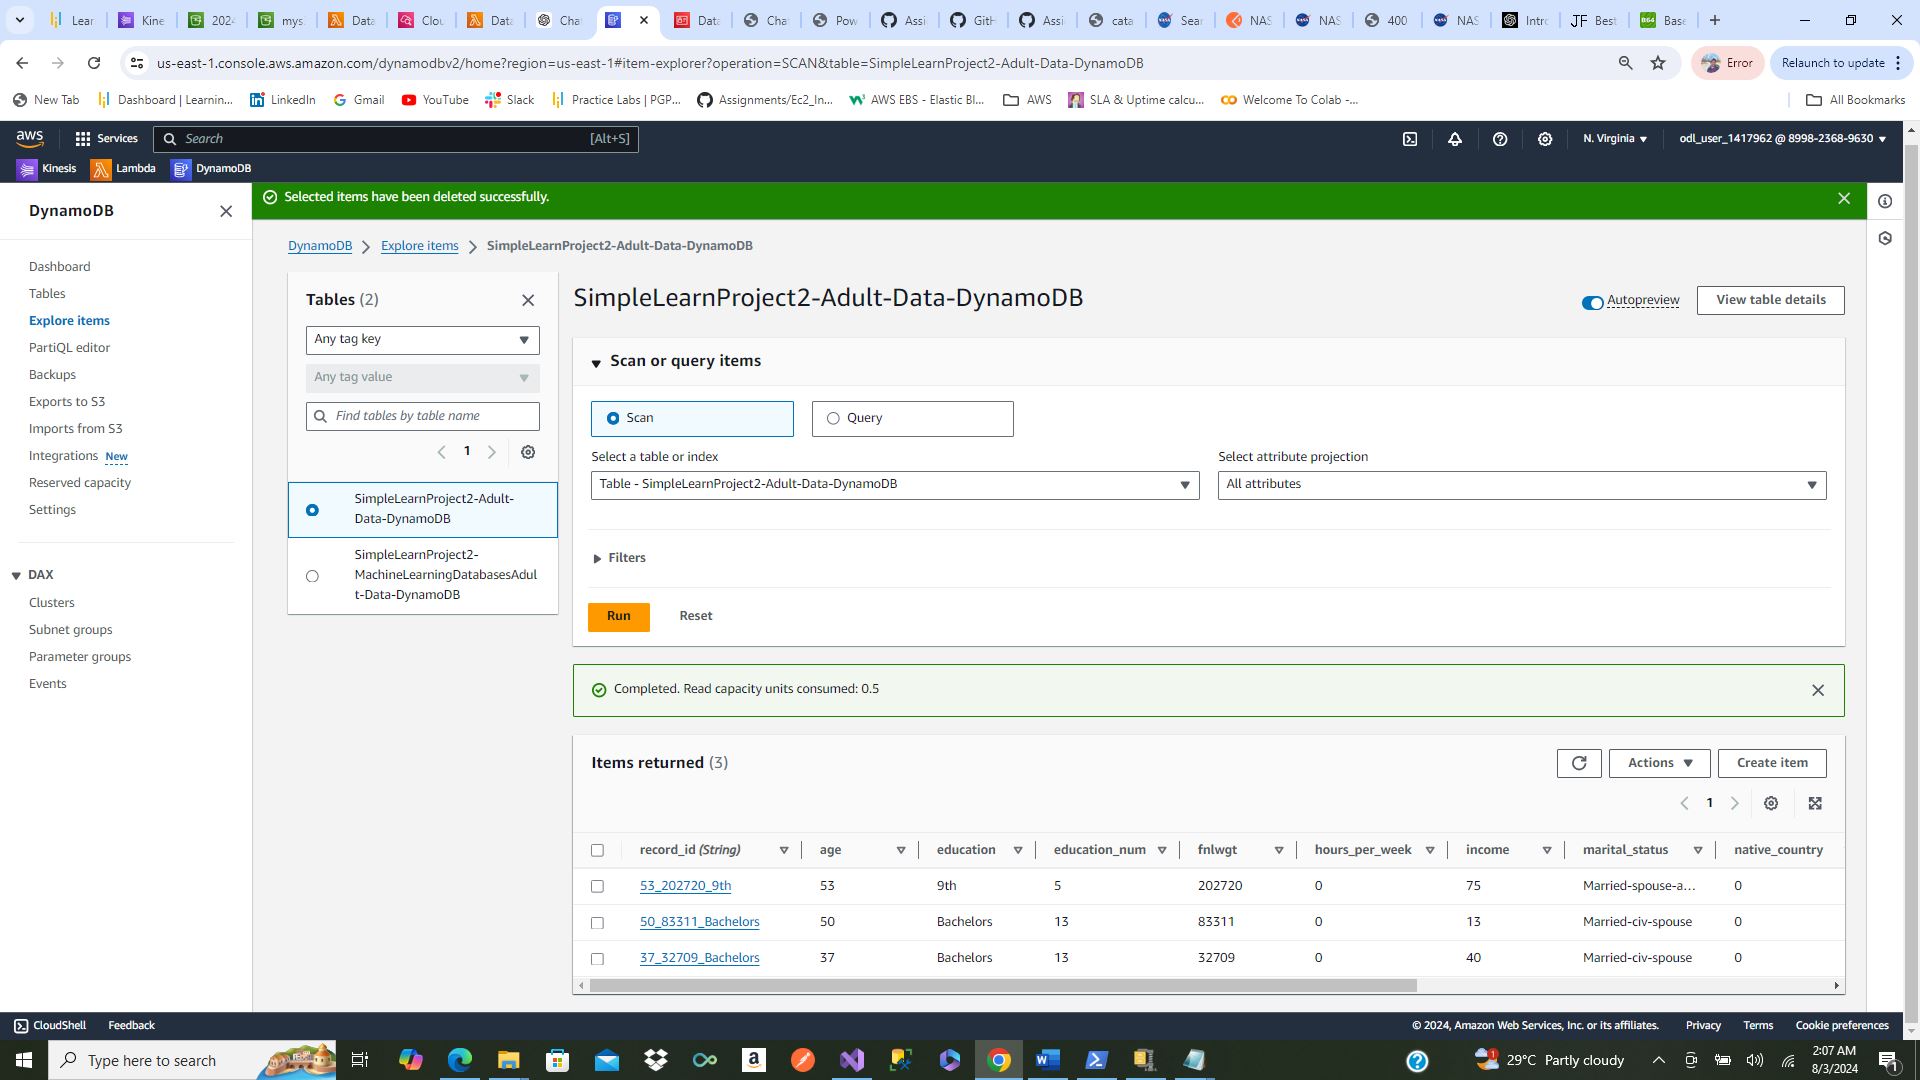 Lear
Kine
2024
mys.
Data
Clou
Data
Cha
Data
Cha
Pow
Assi
GitH
Assi
cata
Sear
NAS
NAS
400
NAS
Intro
JF Best
B64 Base
us-east-1.console.aws.amazon.com/dynamodbv2/home?region=us-east-1#item-explorer?operation=SCAN&table=SimpleLearnProject2-Adult-Data-DynamoDB
Error
Relaunch to update
New Tab
Dashboard | Learnin...
LinkedIn
Gmail
YouTube
Slack
Practice Labs | PGP...
Assignments/Ec2_In...
AWS EBS - Elastic Bl...
AWS
SLA & Uptime calcu...
Welcome To Colab -...
All Bookmarks
aws
Services
Search
[Alt+S]
N. Virginia
odl_user_1417962 @ 8998-2368-9630
Kinesis
Lambda
DynamoDB
DynamoDB
Dashboard
Tables
Explore items
PartiQL editor
Backups
Exports to S3
Imports from S3
Integrations New
Reserved capacity
Settings
DAX
Clusters
Subnet groups
Parameter groups
Events
Selected items have been deleted successfully.
DynamoDB
Explore items
SimpleLearnProject2-Adult-Data-DynamoDB
Tables (2)
Any tag key
Any tag value
Find tables by table name
1
SimpleLearnProject2-Adult-
Data-DynamoDB
SimpleLearnProject2-
MachineLearningDatabasesAdul
t-Data-DynamoDB
SimpleLearnProject2-Adult-Data-DynamoDB
Autopreview
View table details
Scan or query items
Scan
Query
Select a table or index
Select attribute projection
Table - SimpleLearnProject2-Adult-Data-DynamoDB
All attributes
Filters
Run
Reset
Completed. Read capacity units consumed: 0.5
Items returned (3)
Actions
Create item
1
record_id (String) age education education_num fnlwgt hours_per_week income marital_status native_country
53_202720_9th 53 9th 5 202720 0 75 Married-spouse-a... 0
50_83311_Bachelors 50 Bachelors 13 83311 0 13 Married-civ-spouse 0
37_32709_Bachelors 37 Bachelors 13 32709 0 40 Married-civ-spouse 0
CloudShell
Feedback
© 2024, Amazon Web Services, Inc. or its affiliates.
Privacy
Terms
Cookie preferences
Type here to search
1
29°C Partly cloudy
2:07 AM
8/3/2024
1